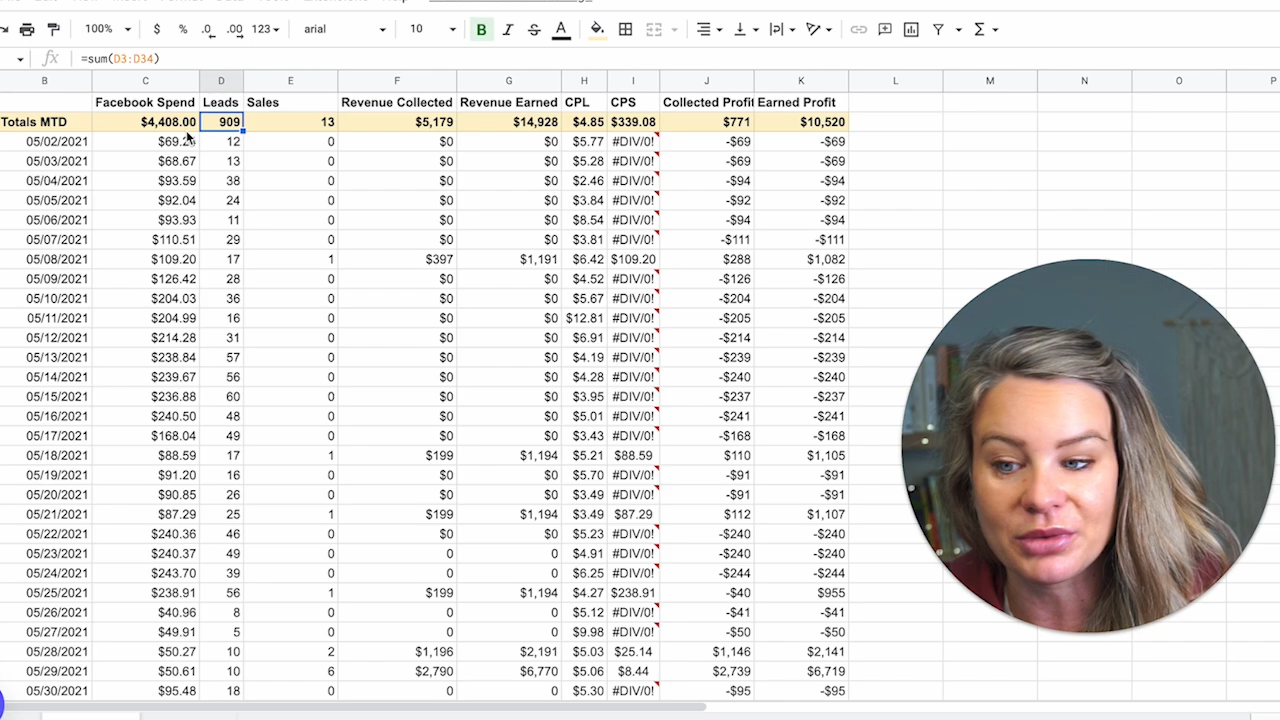 100% $ % .0 .00 123 arial 10 B I A
fx =sum(D3:D34)
B C D E F G H I J K L M N O P
Facebook Spend Leads Sales Revenue Collected Revenue Earned CPL CPS Collected Profit Earned Profit
Totals MTD $4,408.00 909 13 $5,179 $14,928 $4.85 $339.08 $771 $10,520
05/02/2021 12 0 $0 $0 $5.77 #DIV/0! -$69 -$69
05/03/2021 $68.67 13 0 $0 $0 $5.28 #DIV/0! -$69 -$69
05/04/2021 $93.59 38 0 $0 $0 $2.46 #DIV/0! -$94 -$94
05/05/2021 $92.04 24 0 $0 $0 $3.84 #DIV/0! -$92 -$92
05/06/2021 $93.93 11 0 $0 $0 $8.54 #DIV/0! -$94 -$94
05/07/2021 $110.51 29 0 $0 $0 $3.81 #DIV/0! -$111 -$111
05/08/2021 $109.20 17 1 $397 $1,191 $6.42 $109.20 $288 $1,082
05/09/2021 $126.42 28 0 $0 $0 $4.52 #DIV/0! -$126 -$126
05/10/2021 $204.03 36 0 $0 $0 $5.67 #DIV/0! -$204 -$204
05/11/2021 $204.99 16 0 $0 $0 $12.81 #DIV/0! -$205 -$205
05/12/2021 $214.28 31 0 $0 $0 $6.91 #DIV/0! -$214 -$214
05/13/2021 $238.84 57 0 $0 $0 $4.19 #DIV/0! -$239 -$239
05/14/2021 $239.67 56 0 $0 $0 $4.28 #DIV/0! -$240 -$240
05/15/2021 $236.88 60 0 $0 $0 $3.95 #DIV/0! -$237 -$237
05/16/2021 $240.50 48 0 $0 $0 $5.01 #DIV/0! -$241 -$241
05/17/2021 $168.04 49 0 $0 $0 $3.43 #DIV/0! -$168 -$168
05/18/2021 $88.59 17 1 $199 $1,194 $5.21 $88.59 $110 $1,105
05/19/2021 $91.20 16 0 $0 $0 $5.70 #DIV/0! -$91 -$91
05/20/2021 $90.85 26 0 $0 $0 $3.49 #DIV/0! -$91 -$91
05/21/2021 $87.29 25 1 $199 $1,194 $3.49 $87.29 $112 $1,107
05/22/2021 $240.36 46 0 $0 $0 $5.23 #DIV/0! -$240 -$240
05/23/2021 $240.37 49 0 0 0 $4.91 #DIV/0! -$240 -$240
05/24/2021 $243.70 39 0 0 0 $6.25 #DIV/0! -$244 -$244
05/25/2021 $238.91 56 1 $199 $1,194 $4.27 $238.91 -$40 $955
05/26/2021 $40.96 8 0 0 0 $5.12 #DIV/0! -$41 -$41
05/27/2021 $49.91 5 0 0 0 $9.98 #DIV/0! -$50 -$50
05/28/2021 $50.27 10 2 $1,196 $2,191 $5.03 $25.14 $1,146 $2,141
05/29/2021 $50.61 10 6 $2,790 $6,770 $5.06 $8.44 $2,739 $6,719
05/30/2021 $95.48 18 0 0 0 $5.30 #DIV/0! -$95 -$95